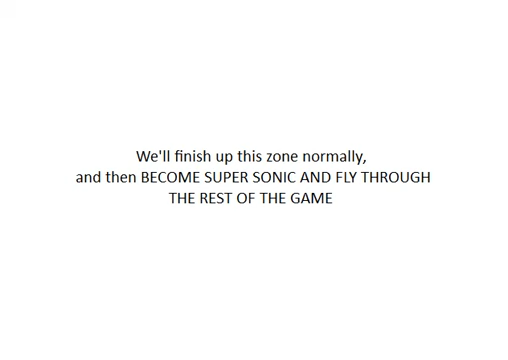 We'll finish up this zone normally,
and then BECOME SUPER SONIC AND FLY THROUGH
THE REST OF THE GAME